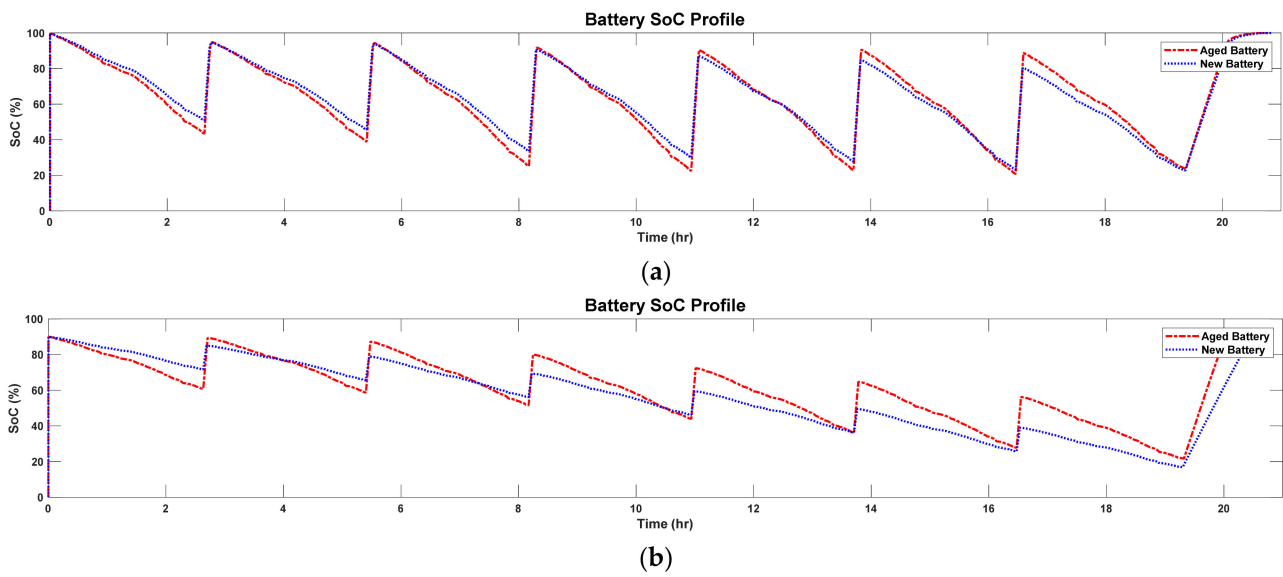 Battery SoC Profile
100
80
60
40
20
0
SoC (%)
Aged Battery
New Battery
0 2 4 6 8 10 12 14 16 18 20
Time (hr)
(a)
Battery SoC Profile
100
80
60
40
20
0
SoC (%)
Aged Battery
New Battery
0 2 4 6 8 10 12 14 16 18 20
Time (hr)
(b)